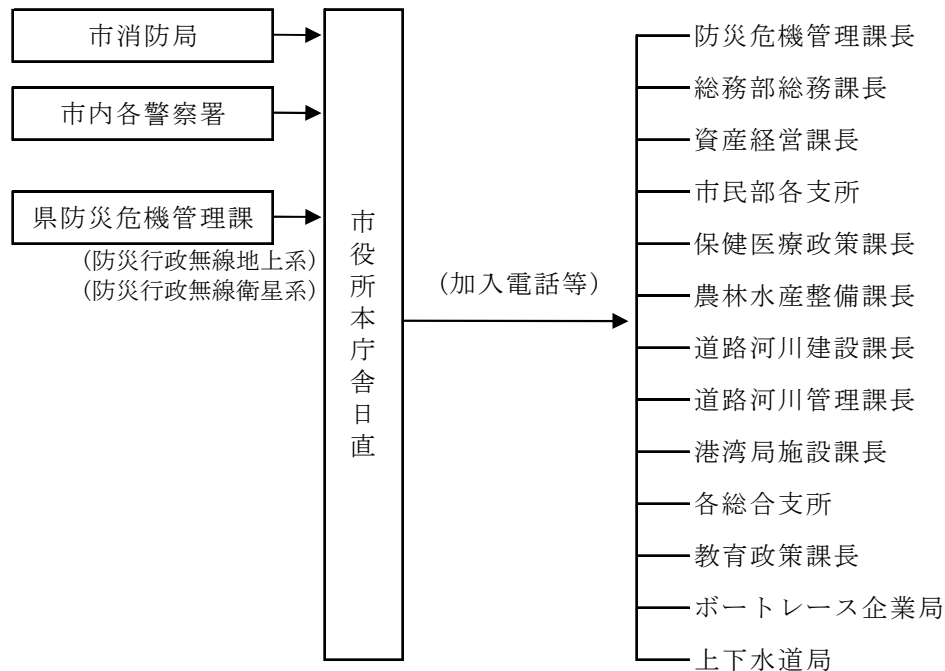 市消防局
市内各警察署
県防災危機管理課
(防災行政無線地上系)
(防災行政無線衛星系)
市役所本庁舎日直
(加入電話等)
防災危機管理課長
総務部総務課長
資産経営課長
市民部各支所
保健医療政策課長
農林水産整備課長
道路河川建設課長
道路河川管理課長
港湾局施設課長
各総合支所
教育政策課長
ボートレース企業局
上下水道局